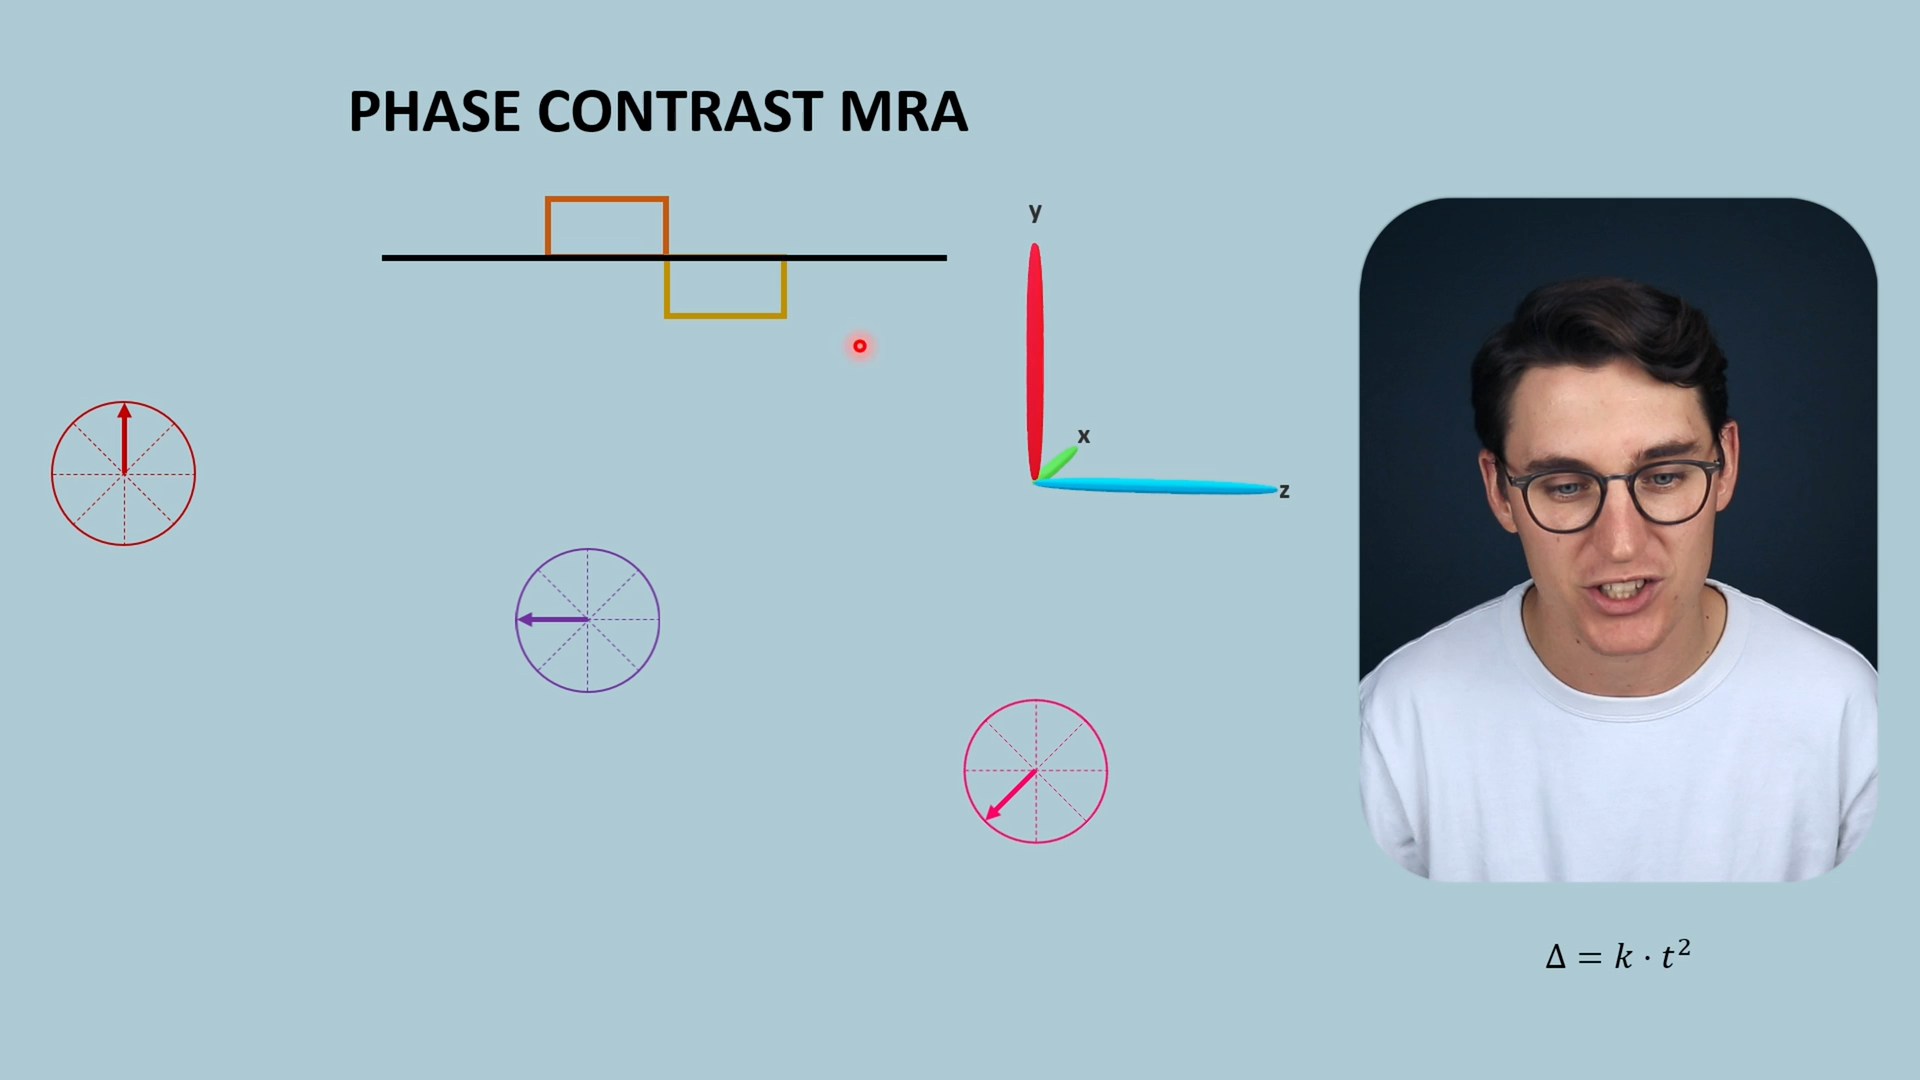 PHASE CONTRAST MRA
y
x
z
Δ = k · t²